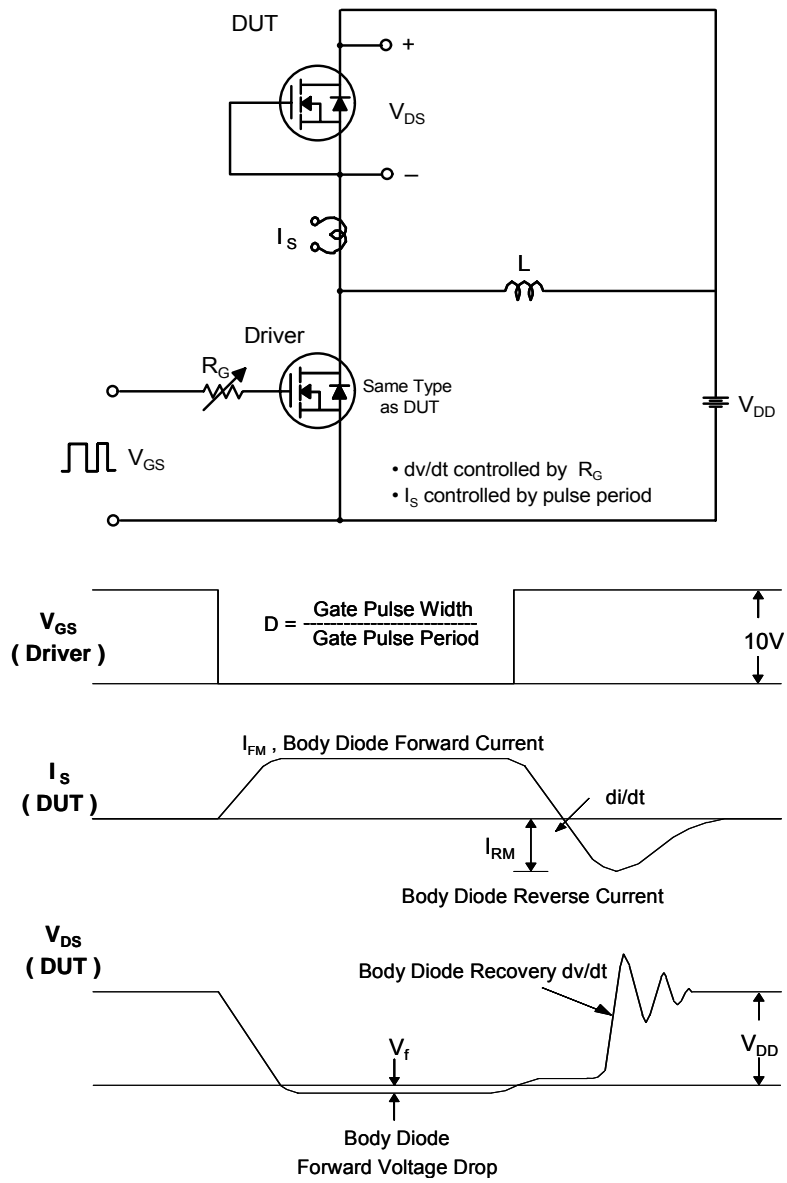 DUT
+
V_DS
–
I_S
L
Driver
R_G
Same Type
as DUT
V_DD
V_GS
• dv/dt controlled by R_G
• I_S controlled by pulse period
V_GS
( Driver )
D = Gate Pulse Width
Gate Pulse Period
10V
I_FM , Body Diode Forward Current
I_S
( DUT )
di/dt
I_RM
Body Diode Reverse Current
V_DS
( DUT )
Body Diode Recovery dv/dt
V_f
V_DD
Body Diode
Forward Voltage Drop